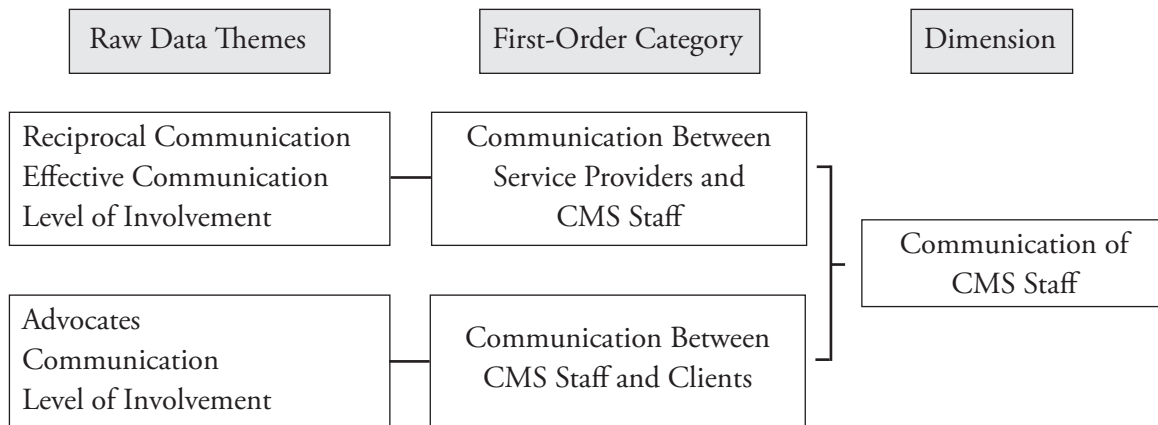 Raw Data Themes
First-Order Category
Dimension
Reciprocal Communication
Effective Communication
Level of Involvement
Communication Between
Service Providers and
CMS Staff
Advocates
Communication
Level of Involvement
Communication Between
CMS Staff and Clients
Communication of
CMS Staff